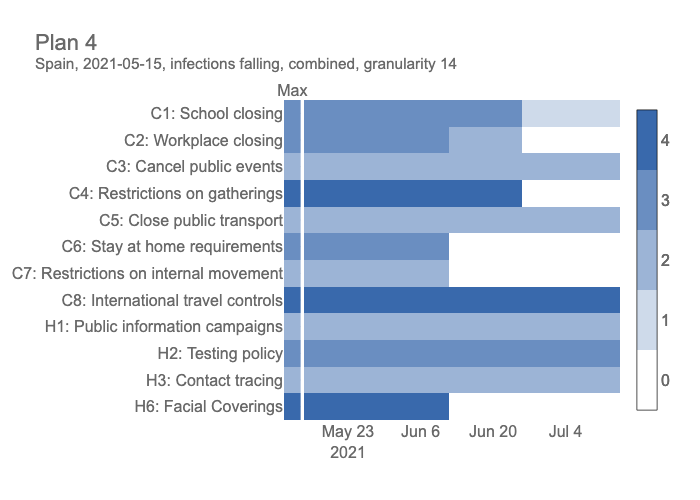 Plan 4
Spain, 2021-05-15, infections falling, combined, granularity 14
Max
C1: School closing
C2: Workplace closing
C3: Cancel public events
C4: Restrictions on gatherings
C5: Close public transport
C6: Stay at home requirements
C7: Restrictions on internal movement
C8: International travel controls
H1: Public information campaigns
H2: Testing policy
H3: Contact tracing
H6: Facial Coverings
May 23 Jun 6 Jun 20 Jul 4
2021
4
3
2
1
0